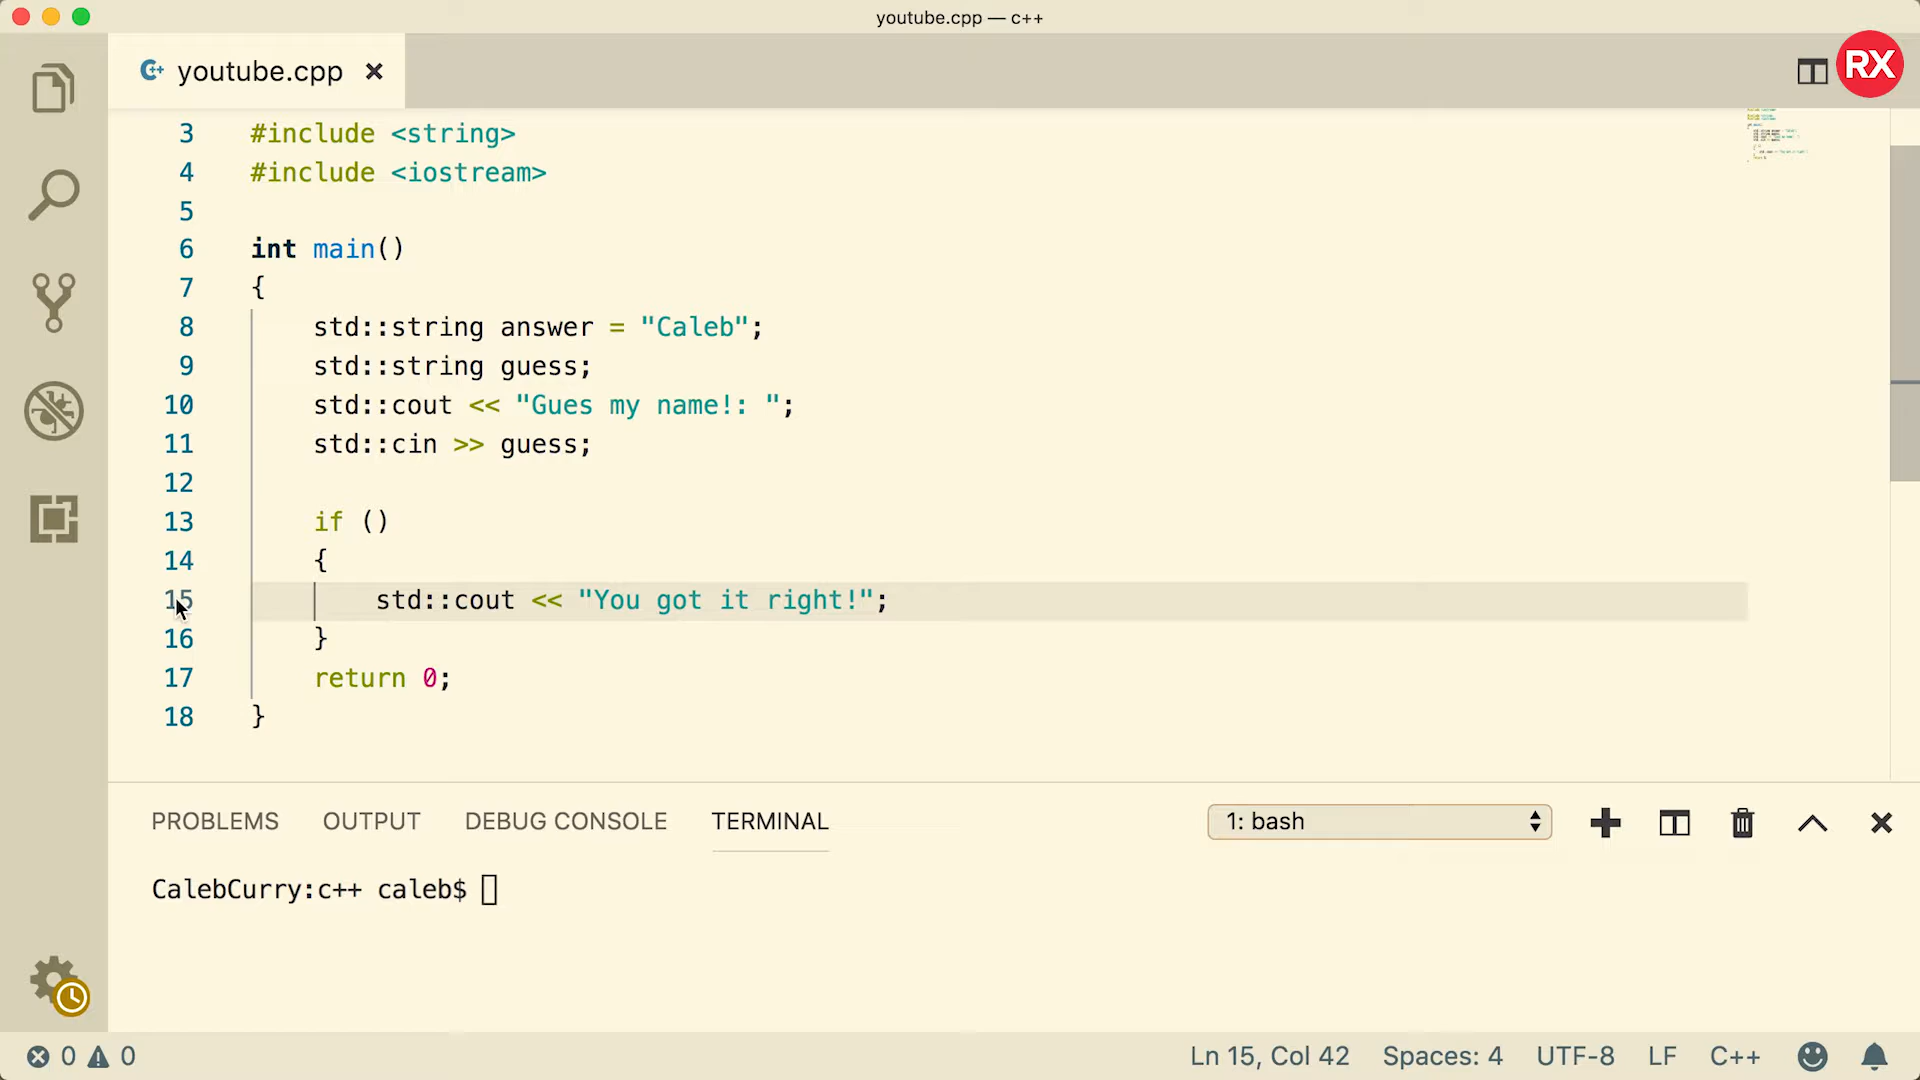 youtube.cpp — c++
youtube.cpp
RX
3 #include <string>
4 #include <iostream>
5
6 int main()
7 {
8 std::string answer = "Caleb";
9 std::string guess;
10 std::cout << "Gues my name!: ";
11 std::cin >> guess;
12
13 if ()
14 {
15 std::cout << "You got it right!";
16 }
17 return 0;
18 }
PROBLEMS OUTPUT DEBUG CONSOLE TERMINAL 1: bash
CalebCurry:c++ caleb$
0 0 Ln 15, Col 42 Spaces: 4 UTF-8 LF C++